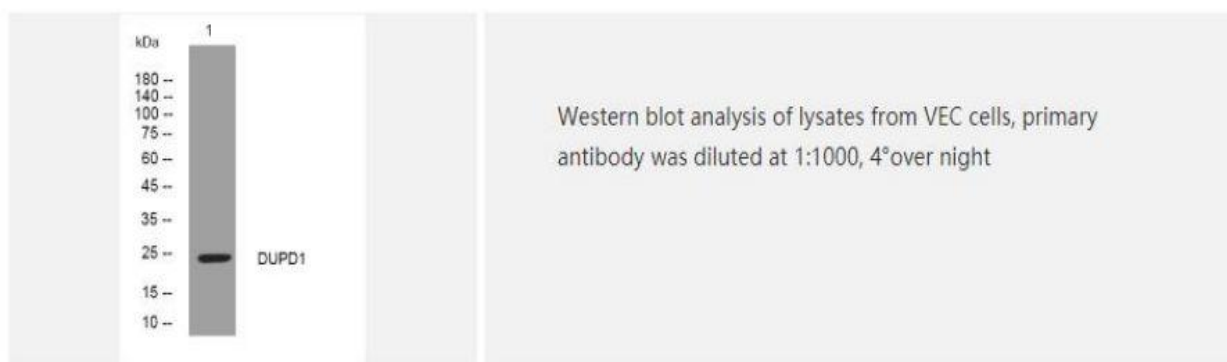 1
kDa
180 --
140 --
100 --
75 --
60 --
45 --
35 --
25 --
DUPD1
15 --
10 --
Western blot analysis of lysates from VEC cells, primary
antibody was diluted at 1:1000, 4°over night